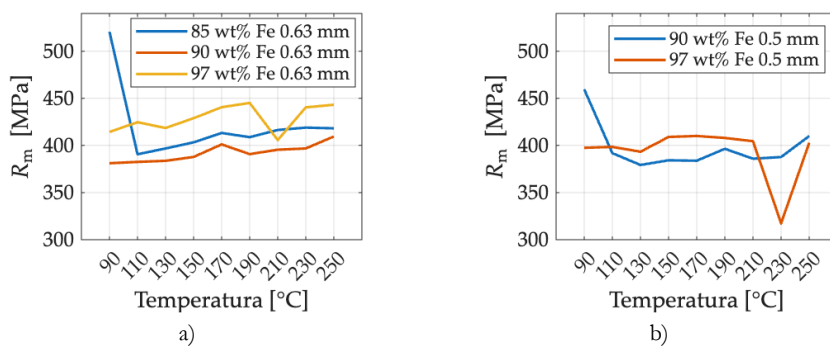 85 wt% Fe 0.63 mm
90 wt% Fe 0.63 mm
97 wt% Fe 0.63 mm
500
450
400
350
300
Rm [MPa]
90 110 130 150 170 190 210 230 250
Temperatura [°C]
a)
90 wt% Fe 0.5 mm
97 wt% Fe 0.5 mm
500
450
400
350
300
Rm [MPa]
90 110 130 150 170 190 210 230 250
Temperatura [°C]
b)